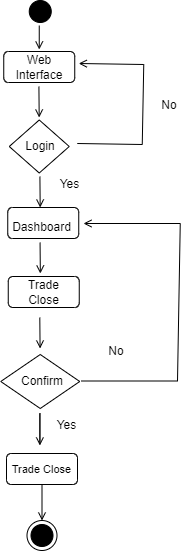 Web
Interface
No
Login
Yes
Dashboard
Trade
Close
No
Confirm
Yes
Trade Close